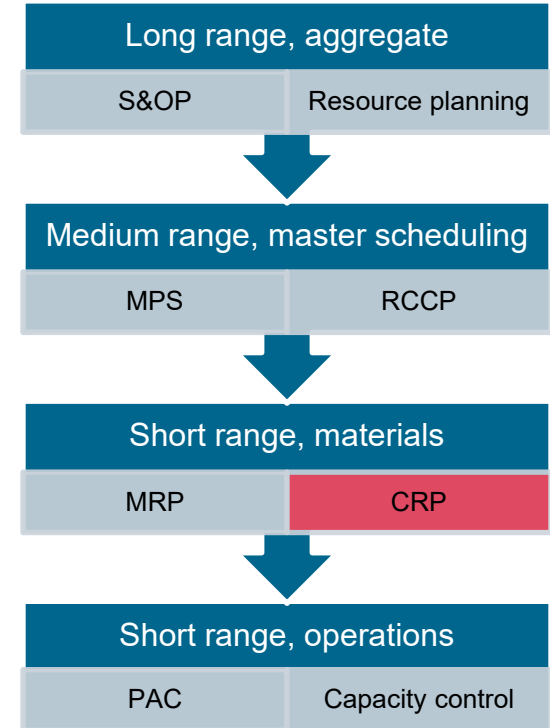 Long range, aggregate
S&OP
Resource planning
Medium range, master scheduling
MPS
RCCP
Short range, materials
MRP
CRP
Short range, operations
PAC
Capacity control